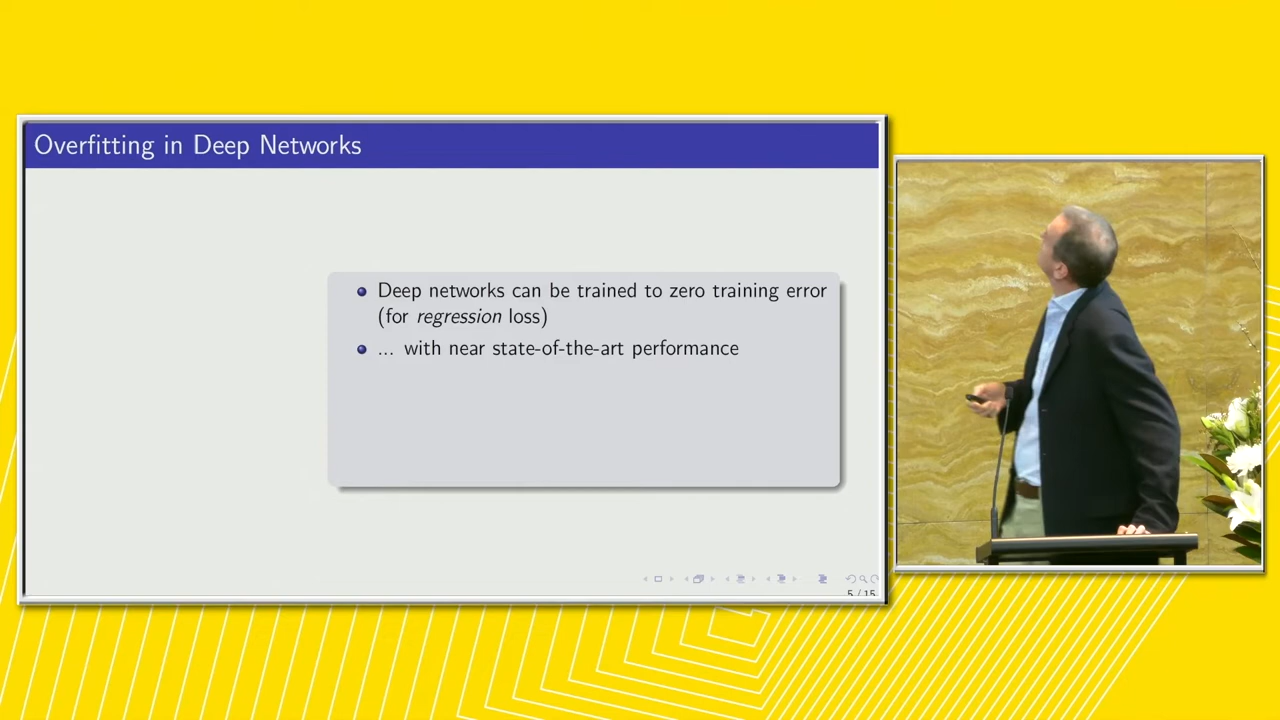 Overfitting in Deep Networks
Deep networks can be trained to zero training error
(for regression loss)
... with near state-of-the-art performance
5 / 15